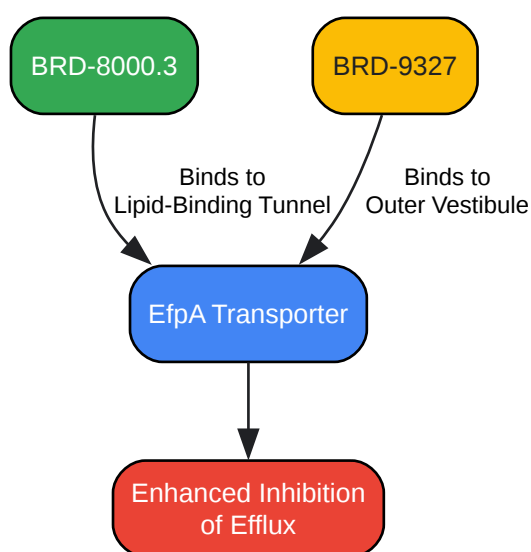 BRD-8000.3
BRD-9327
Binds to
Lipid-Binding Tunnel
Binds to
Outer Vestibule
EfpA Transporter
Enhanced Inhibition
of Efflux